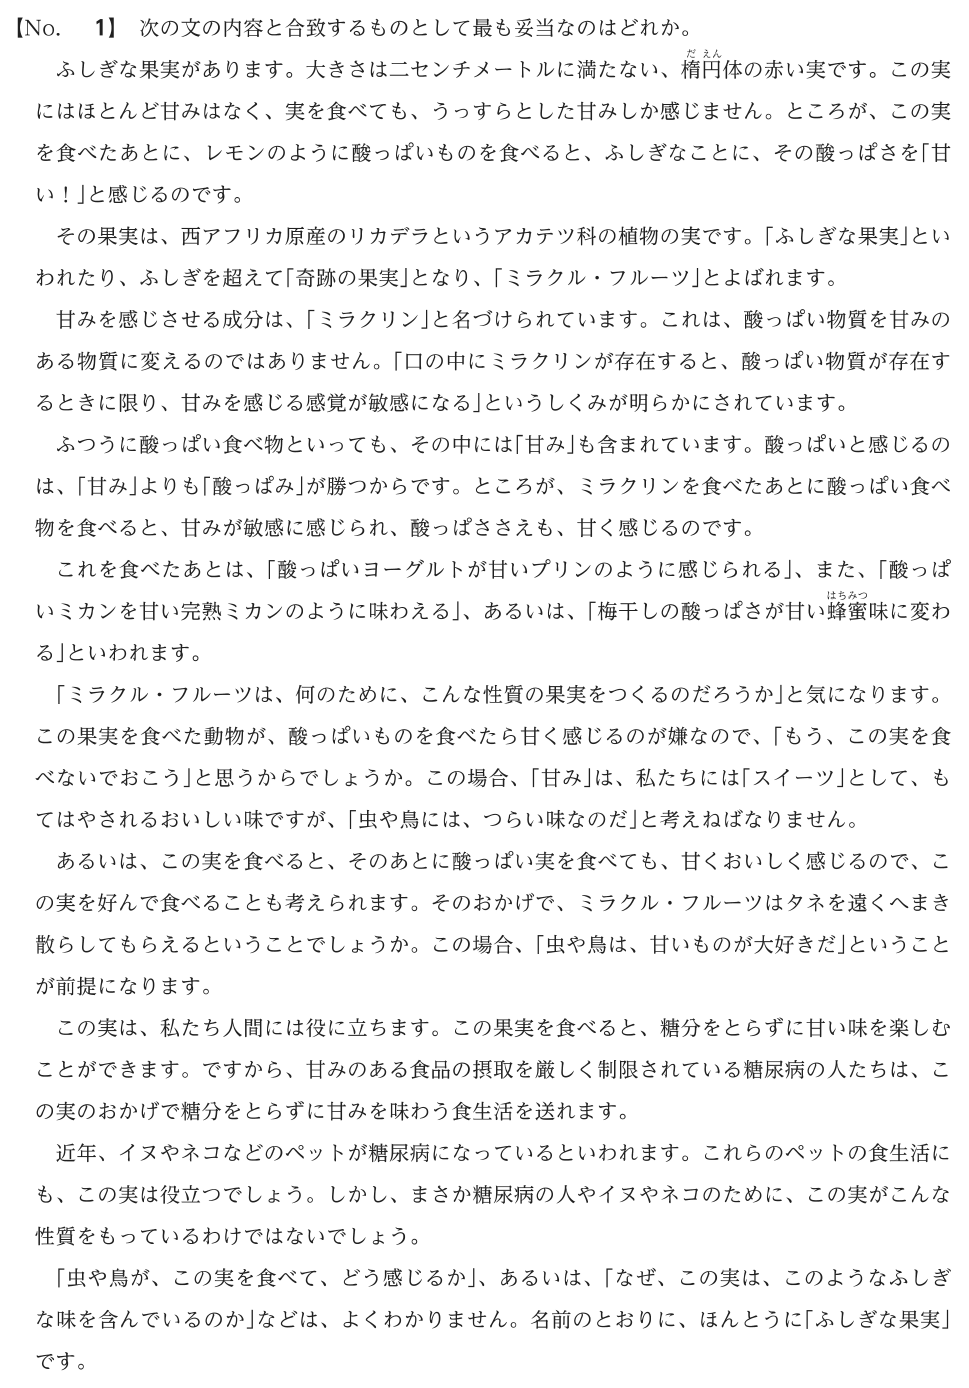 【No. 1】 次の文の内容と合致するものとして最も妥当なのはどれか。
ふしぎな果実があります。大きさは二センチメートルに満たない、楕円体の赤い実です。この実
にはほとんど甘みはなく、実を食べても、うっすらとした甘みしか感じません。ところが、この実
を食べたあとに、レモンのように酸っぱいものを食べると、ふしぎなことに、その酸っぱさを「甘
い！」と感じるのです。
その果実は、西アフリカ原産のリカデラというアカテツ科の植物の実です。「ふしぎな果実」とい
われたり、ふしぎを超えて「奇跡の果実」となり、「ミラクル・フルーツ」とよばれます。
甘みを感じさせる成分は、「ミラクリン」と名づけられています。これは、酸っぱい物質を甘みの
ある物質に変えるのではありません。「口の中にミラクリンが存在すると、酸っぱい物質が存在す
るときに限り、甘みを感じる感覚が敏感になる」というしくみが明らかにされています。
ふつうに酸っぱい食べ物といっても、その中には「甘み」も含まれています。酸っぱいと感じるの
は、「甘み」よりも「酸っぱみ」が勝つからです。ところが、ミラクリンを食べたあとに酸っぱい食べ
物を食べると、甘みが敏感に感じられ、酸っぱささえも、甘く感じるのです。
これを食べたあとは、「酸っぱいヨーグルトが甘いプリンのように感じられる」、また、「酸っぱ
いミカンを甘い完熟ミカンのように味わえる」、あるいは、「梅干しの酸っぱさが甘い蜂蜜味に変わ
る」といわれます。
「ミラクル・フルーツは、何のために、こんな性質の果実をつくるのだろうか」と気になります。
この果実を食べた動物が、酸っぱいものを食べたら甘く感じるのが嫌なので、「もう、この実を食
べないでおこう」と思うからでしょうか。この場合、「甘み」は、私たちには「スイーツ」として、も
てはやされるおいしい味ですが、「虫や鳥には、つらい味なのだ」と考えねばなりません。
あるいは、この実を食べると、そのあとに酸っぱい実を食べても、甘くおいしく感じるので、こ
の実を好んで食べることも考えられます。そのおかげで、ミラクル・フルーツはタネを遠くへまき
散らしてもらえるということでしょうか。この場合、「虫や鳥は、甘いものが大好きだ」ということ
が前提になります。
この実は、私たち人間には役に立ちます。この果実を食べると、糖分をとらずに甘い味を楽しむ
ことができます。ですから、甘みのある食品の摂取を厳しく制限されている糖尿病の人たちは、こ
の実のおかげで糖分をとらずに甘みを味わう食生活を送れます。
近年、イヌやネコなどのペットが糖尿病になっているといわれます。これらのペットの食生活に
も、この実は役立つでしょう。しかし、まさか糖尿病の人やイヌやネコのために、この実がこんな
性質をもっているわけではないでしょう。
「虫や鳥が、この実を食べて、どう感じるか」、あるいは、「なぜ、この実は、このようなふしぎ
な味を含んでいるのか」などは、よくわかりません。名前のとおりに、ほんとうに「ふしぎな果実」
です。